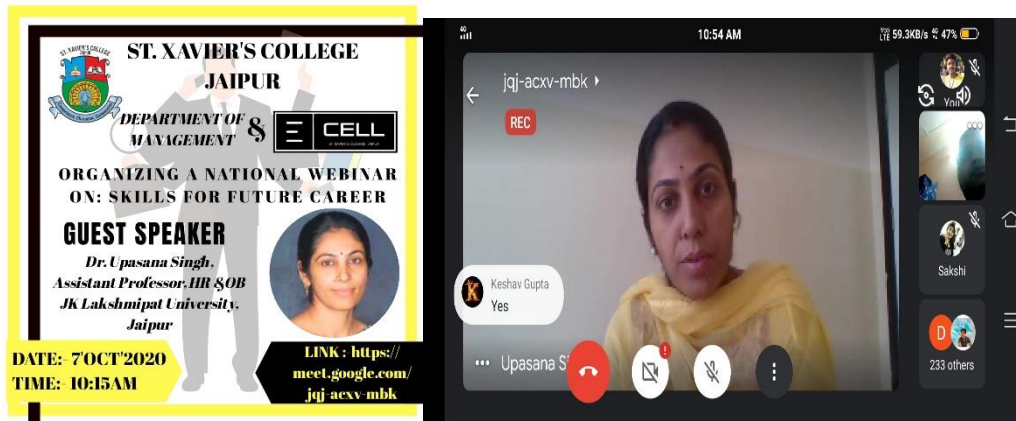 ST. XAVIER'S COLLEGE
JAIPUR
DEPARTMENT OF
MANAGEMENT
&
E CELL
ORGANIZING A NATIONAL WEBINAR
ON: SKILLS FOR FUTURE CAREER
GUEST SPEAKER
Dr. Upasana Singh,
Assistant Professor, HR &OB
JK Lakshmipat University,
Jaipur
DATE:- 7'OCT'2020
TIME:- 10:15AM
LINK : https://
meet.google.com/
jqj-acxv-mbk
4G
10:54 AM
LTE 59.3KB/s 47%
jqj-acxv-mbk
REC
You
Sakshi
Keshav Gupta
Yes
D
233 others
Upasana Si